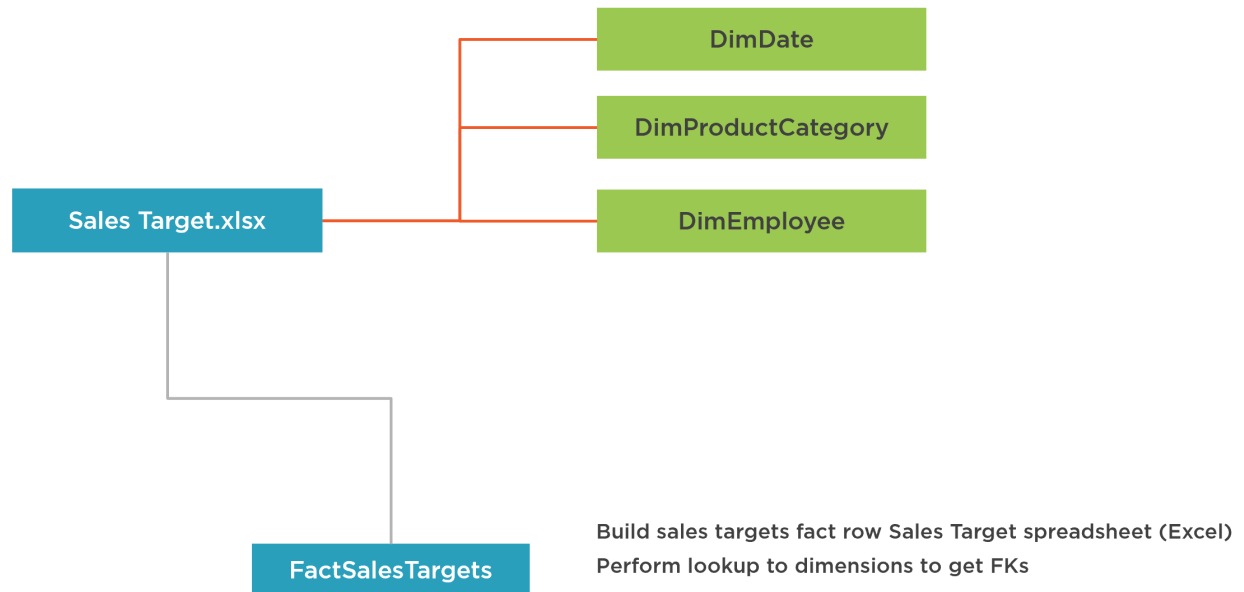 DimDate
DimProductCategory
Sales Target.xlsx
DimEmployee
Build sales targets fact row Sales Target spreadsheet (Excel)
Perform lookup to dimensions to get FKs
FactSalesTargets